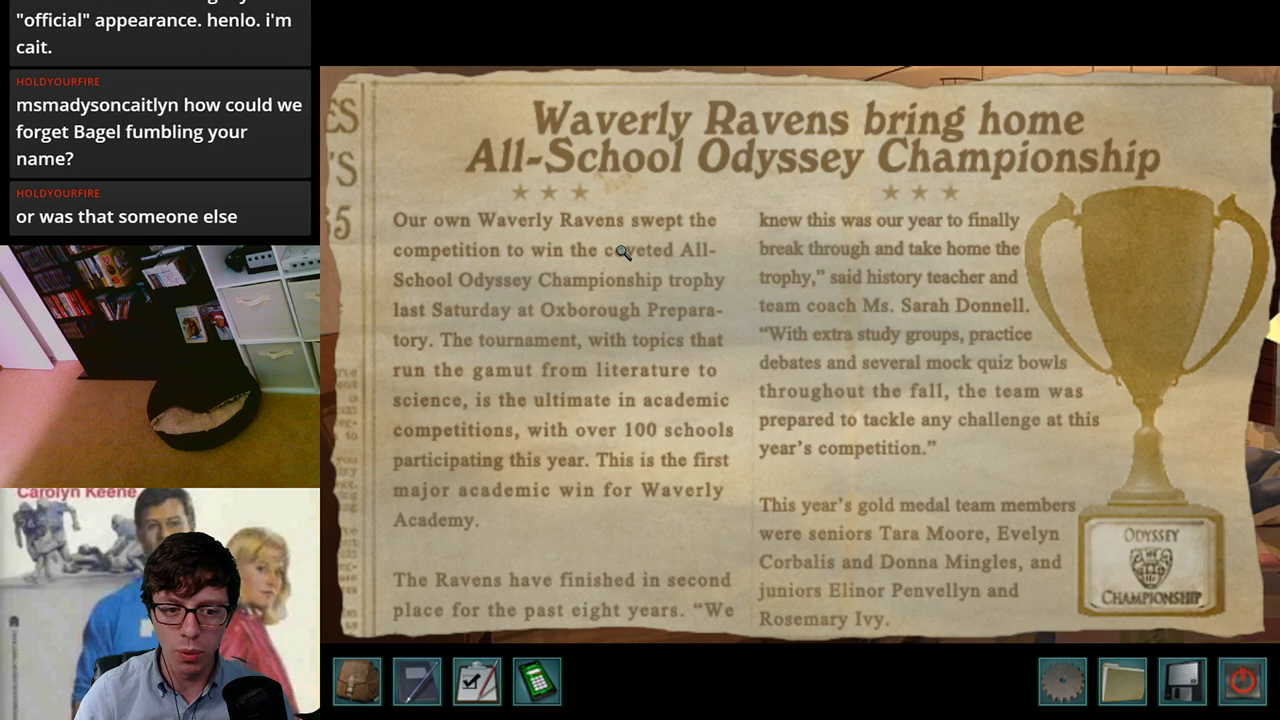 "official" appearance. henlo. i'm
cait.
HOLDYOURFIRE
msmadysoncaitlyn how could we
forget Bagel fumbling your
name?
HOLDYOURFIRE
or was that someone else
Carolyn Keene
ES
'S
Waverly Ravens bring home
All-School Odyssey Championship
Our own Waverly Ravens swept the
competition to win the coveted All-
School Odyssey Championship trophy
last Saturday at Oxborough Prepara-
tory. The tournament, with topics that
run the gamut from literature to
science, is the ultimate in academic
competitions, with over 100 schools
participating this year. This is the first
major academic win for Waverly
Academy.
The Ravens have finished in second
place for the past eight years. “We
knew this was our year to finally
break through and take home the
trophy,” said history teacher and
team coach Ms. Sarah Donnell.
“With extra study groups, practice
debates and several mock quiz bowls
throughout the fall, the team was
prepared to tackle any challenge at this
year’s competition.”
This year’s gold medal team members
were seniors Tara Moore, Evelyn
Corbalis and Donna Mingles, and
juniors Elinor Penvellyn and
Rosemary Ivy.
ODYSSEY
CHAMPIONSHIP